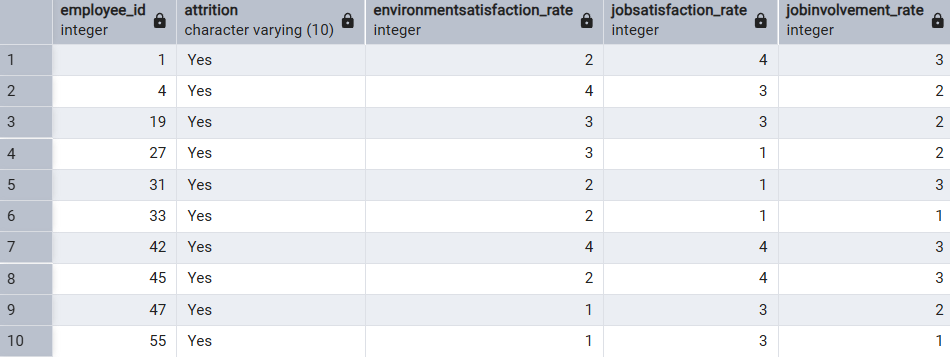 employee_id attrition environmentsatisfaction_rate jobsatisfaction_rate jobinvolvement_rate
integer character varying (10) integer integer integer
1 1 Yes 2 4 3
2 4 Yes 4 3 2
3 19 Yes 3 3 2
4 27 Yes 3 1 2
5 31 Yes 2 1 3
6 33 Yes 2 1 1
7 42 Yes 4 4 3
8 45 Yes 2 4 3
9 47 Yes 1 3 2
10 55 Yes 1 3 1